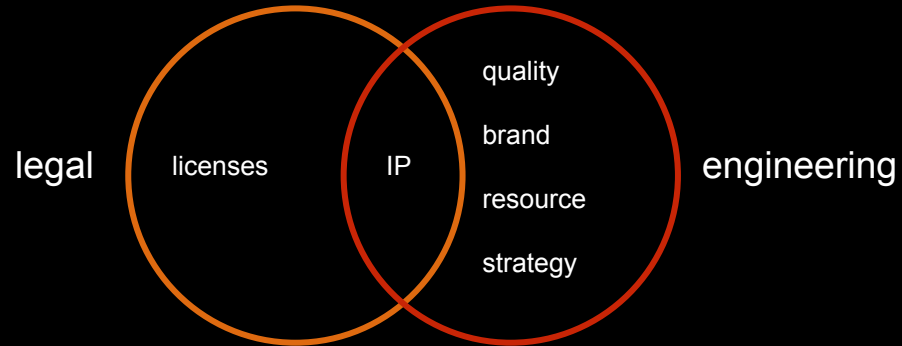 legal
licenses
IP
quality
brand
resource
strategy
engineering